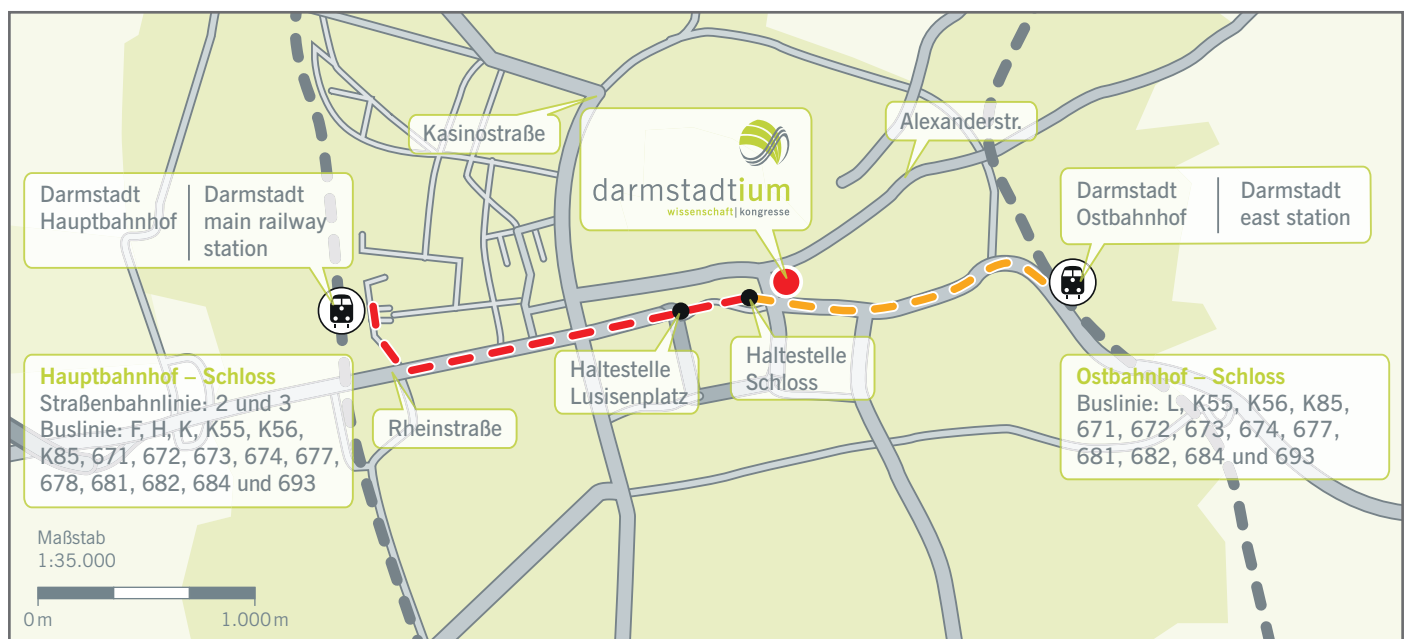 Kasinostraße
darmstadtium
wissenschaft|kongresse
Alexanderstr.
Darmstadt
Hauptbahnhof
Darmstadt
main railway
station
Darmstadt
Ostbahnhof
Darmstadt
east station
Haltestelle
Lusisenplatz
Haltestelle
Schloss
Rheinstraße
Hauptbahnhof – Schloss
Straßenbahnlinie: 2 und 3
Buslinie: F, H, K, K55, K56,
K85, 671, 672, 673, 674, 677,
678, 681, 682, 684 und 693
Ostbahnhof – Schloss
Buslinie: L, K55, K56, K85,
671, 672, 673, 674, 677,
681, 682, 684 und 693
Maßstab
1:35.000
0 m 1.000 m